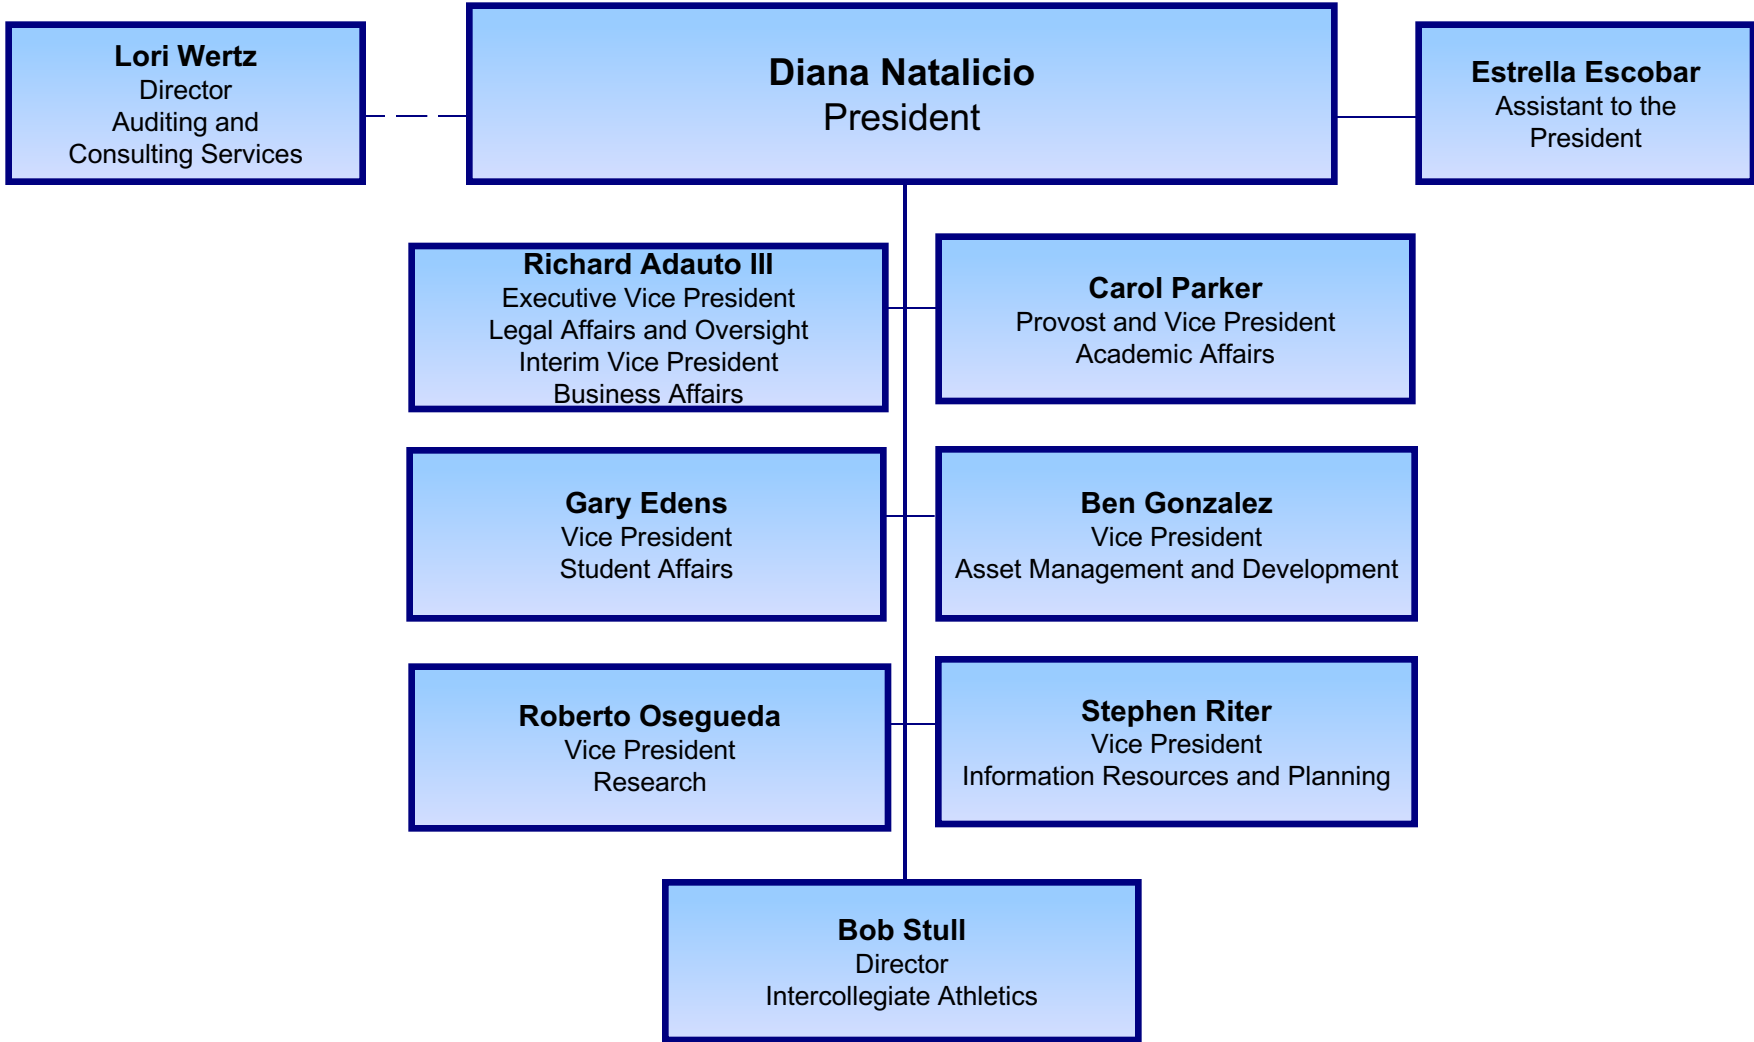 Lori Wertz
Director
Auditing and
Consulting Services
Diana Natalicio
President
Estrella Escobar
Assistant to the
President
Richard Adauto III
Executive Vice President
Legal Affairs and Oversight
Interim Vice President
Business Affairs
Carol Parker
Provost and Vice President
Academic Affairs
Gary Edens
Vice President
Student Affairs
Ben Gonzalez
Vice President
Asset Management and Development
Roberto Osegueda
Vice President
Research
Stephen Riter
Vice President
Information Resources and Planning
Bob Stull
Director
Intercollegiate Athletics